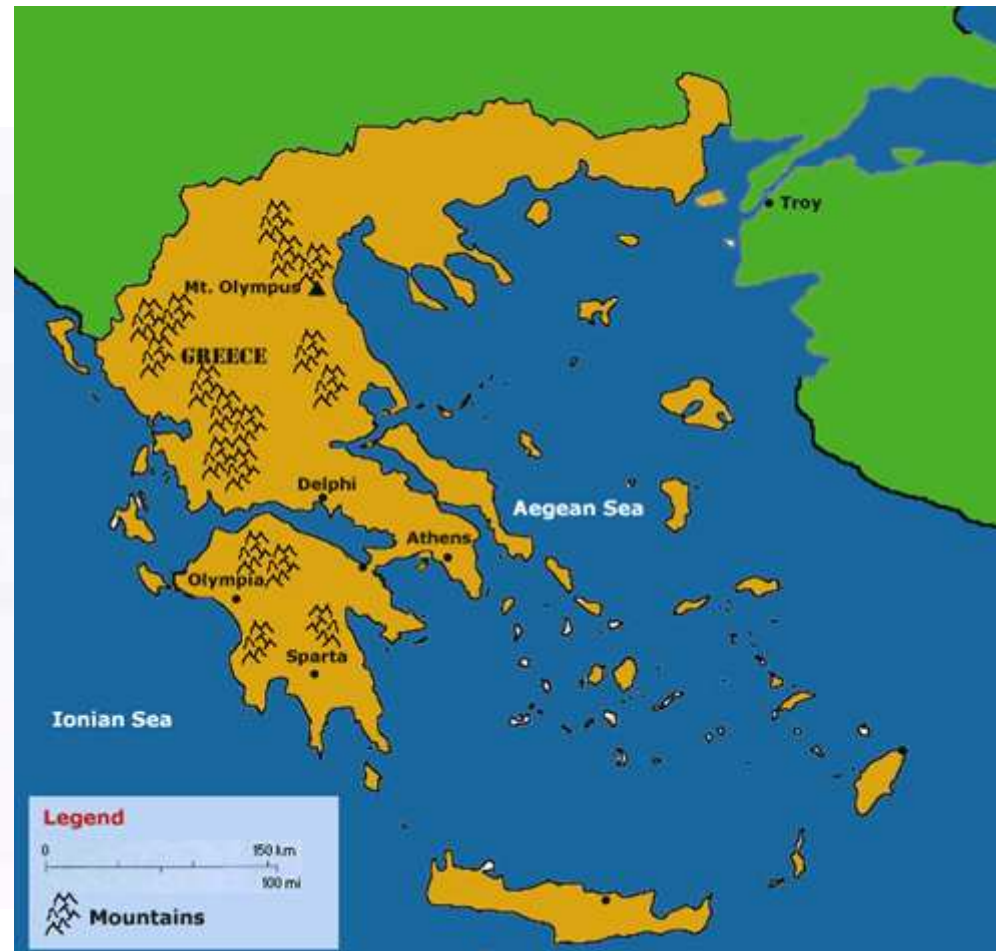 Troy
Mt. Olympus
GREECE
Delphi
Aegean Sea
Athens
Olympia
Sparta
Ionian Sea
Legend
0 150 km
100 mi
Mountains